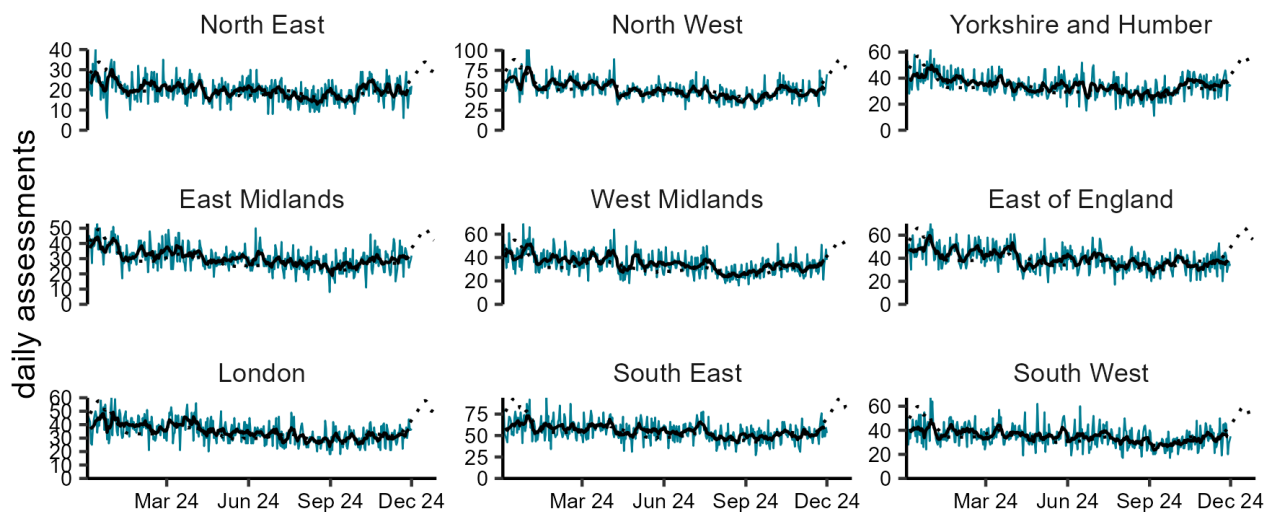 North East North West Yorkshire and Humber
40 100 60
30 75
20 50 40
10 25 20
0 0 0
daily assessments
East Midlands West Midlands East of England
50 60 60
40 40 40
30
20 20 20
10
0 0 0
London South East South West
60 75 60
50
40 50 40
30
20 25 20
10
0 0 0
Mar 24 Jun 24 Sep 24 Dec 24 Mar 24 Jun 24 Sep 24 Dec 24 Mar 24 Jun 24 Sep 24 Dec 24